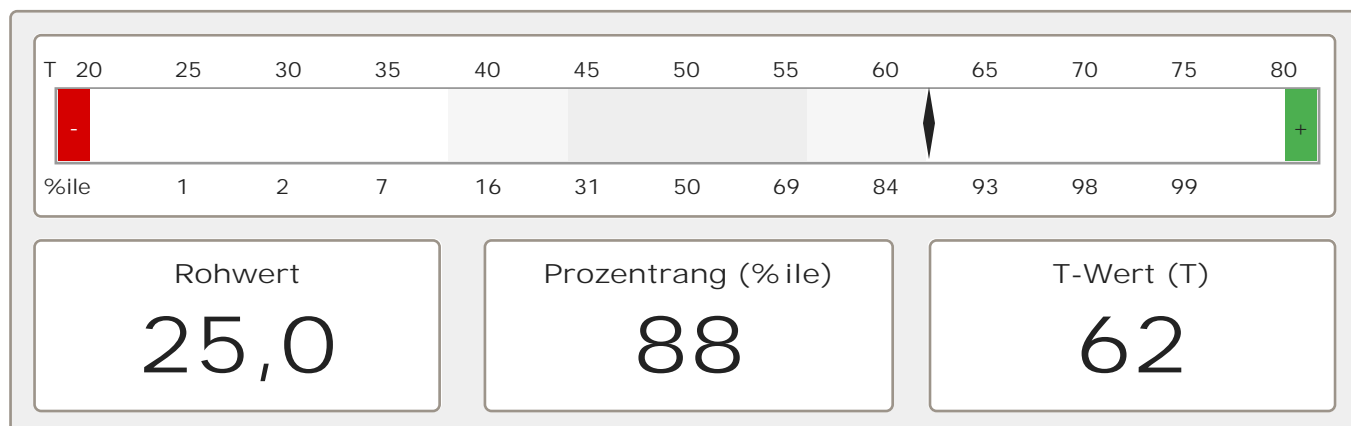 T 20 25 30 35 40 45 50 55 60 65 70 75 80
- +
%ile 1 2 7 16 31 50 69 84 93 98 99
Rohwert Prozentrang (%ile) T-Wert (T)
25,0 88 62